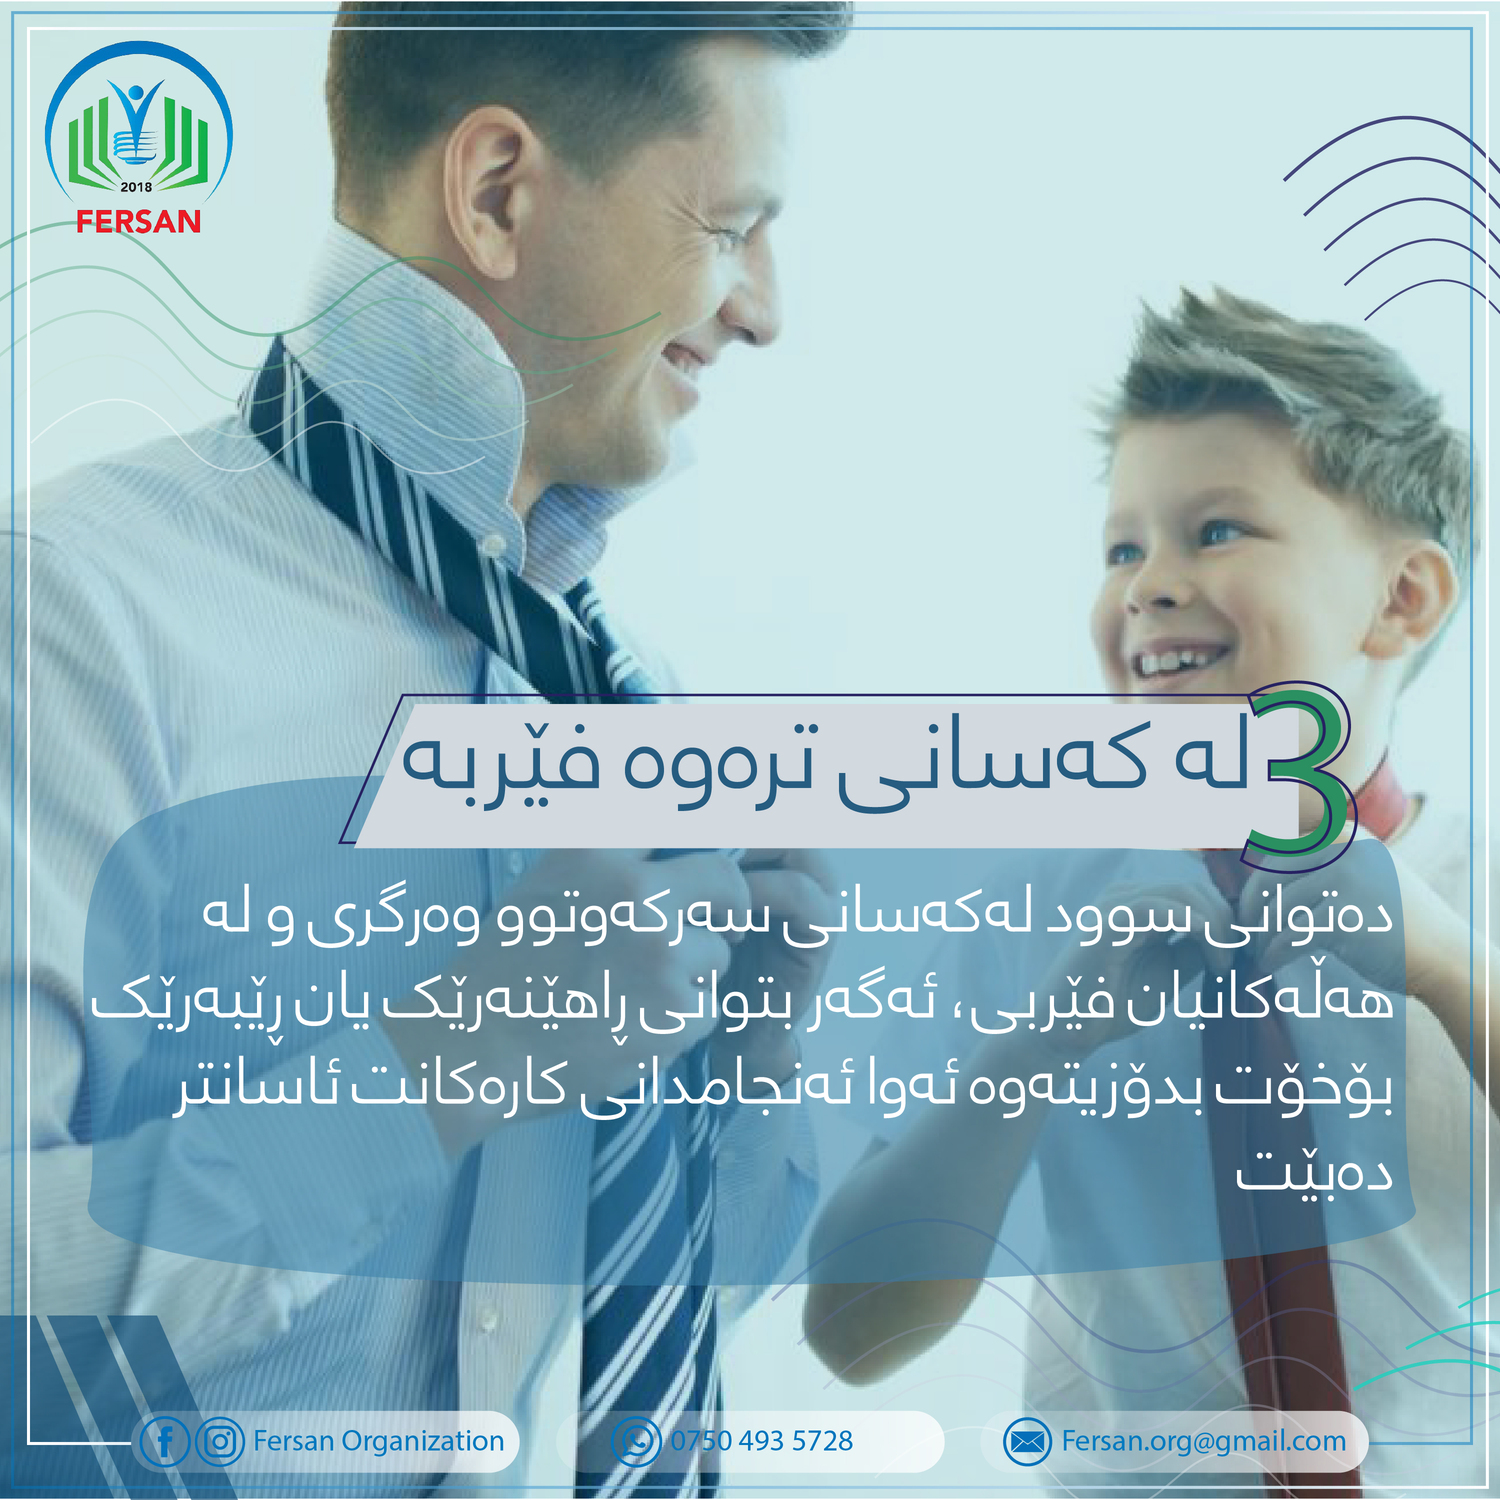 2018
FERSAN
3 لە کەسانی ترەوە فێربە
دەتوانی سوود لەکەسانی سەرکەوتوو وەرگری و لە
هەڵەکانیان فێربی، ئەگەر بتوانی ڕاهێنەرێک یان ڕێبەرێک
بۆخۆت بدۆزیتەوە ئەوا ئەنجامدانی کارەکانت ئاسانتر
دەبێت
Fersan Organization
0750 493 5728
Fersan.org@gmail.com